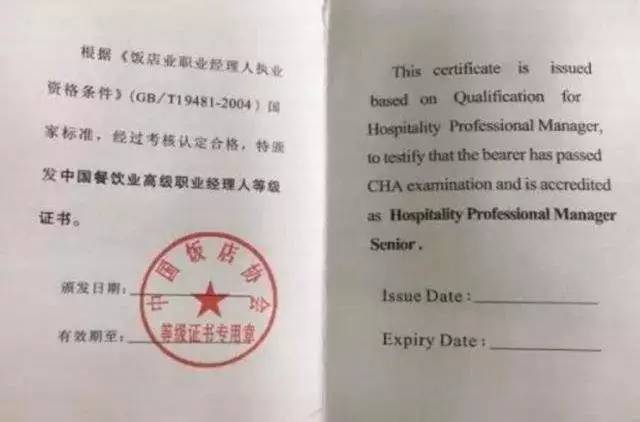 根据《饭店业职业经理人执业
资格条件》(GB/T19481-2004)国
家标准，经过考核认定合格，特颁
发中国餐饮业高级职业经理人等级
证书。
颁发日期:
有效期至:
中国饭店协会
等级证书专用章
This certificate is issued
based on Qualification for
Hospitality Professional Manager,
to testify that the bearer has passed
CHA examination and is accredited
as Hospitality Professional Manager
Senior.
Issue Date:
Expiry Date: